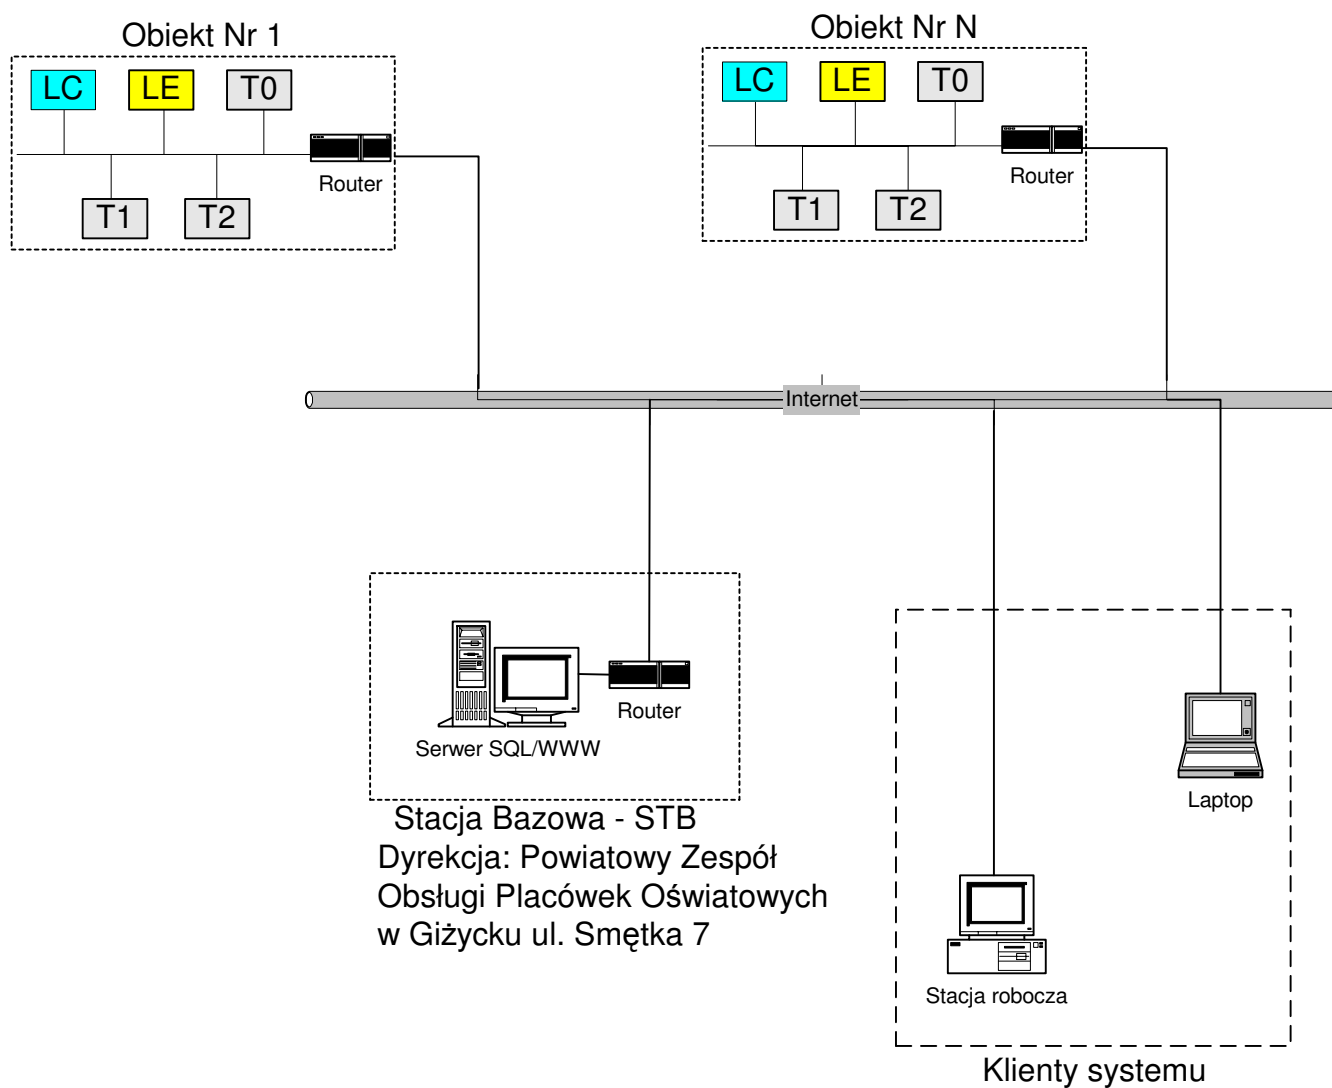 Obiekt Nr 1
LC
LE
T0
Router
T1
T2
Obiekt Nr N
LC
LE
T0
Router
T1
T2
Internet
Router
Serwer SQL/WWW
Stacja Bazowa - STB
Dyrekcja: Powiatowy Zespół
Obsługi Placówek Oświatowych
w Giżycku ul. Smętka 7
Laptop
Stacja robocza
Klienty systemu